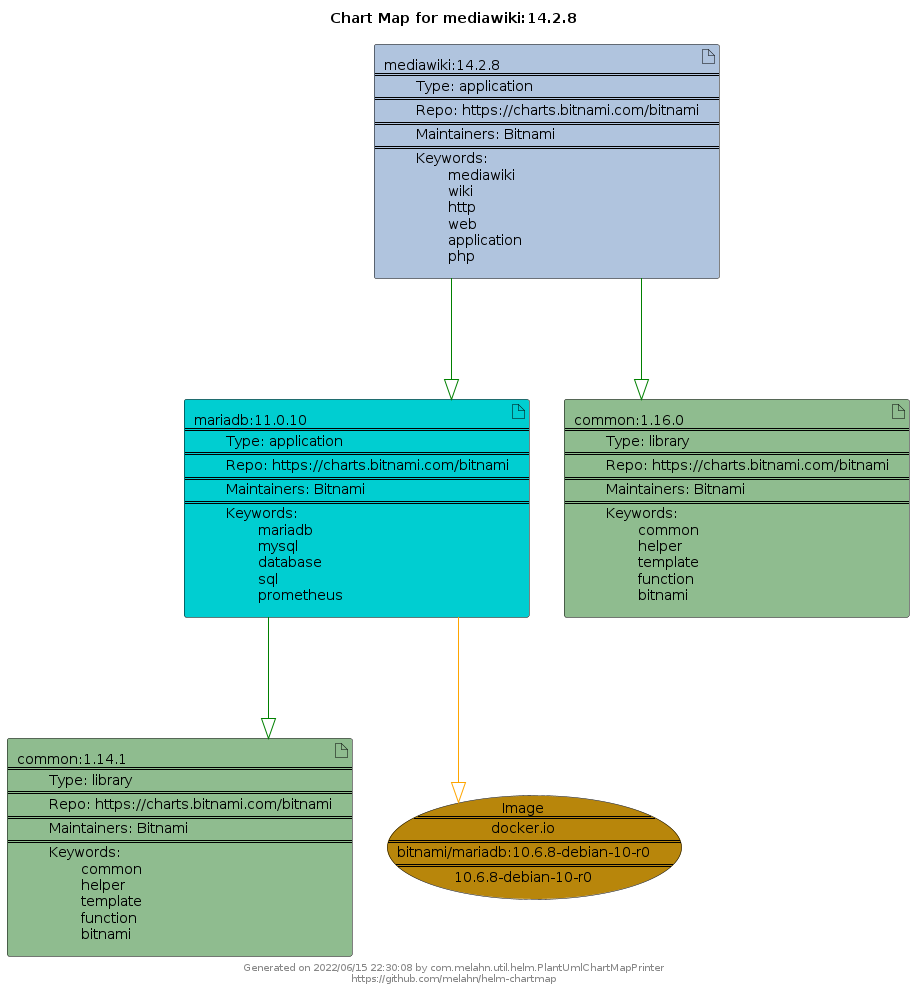 Chart Map for mediawiki:14.2.8
mediawiki:14.2.8
Type: application
Repo: https://charts.bitnami.com/bitnami
Maintainers: Bitnami
Keywords:
mediawiki
wiki
http
web
application
php
mariadb:11.0.10
Type: application
Repo: https://charts.bitnami.com/bitnami
Maintainers: Bitnami
Keywords:
mariadb
mysql
database
sql
prometheus
common:1.16.0
Type: library
Repo: https://charts.bitnami.com/bitnami
Maintainers: Bitnami
Keywords:
common
helper
template
function
bitnami
common:1.14.1
Type: library
Repo: https://charts.bitnami.com/bitnami
Maintainers: Bitnami
Keywords:
common
helper
template
function
bitnami
Image
docker.io
bitnami/mariadb:10.6.8-debian-10-r0
10.6.8-debian-10-r0
Generated on 2022/06/15 22:30:08 by com.melahn.util.helm.PlantUmlChartMapPrinter
https://github.com/melahn/helm-chartmap